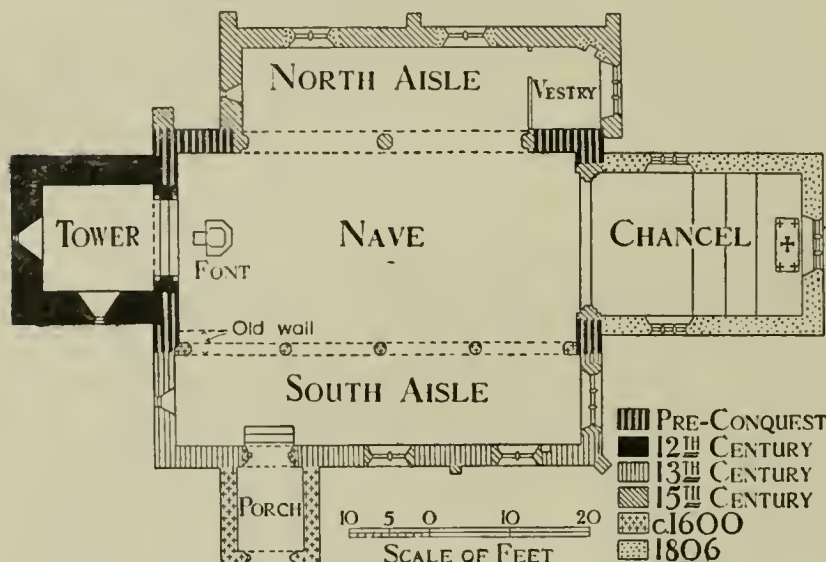 NORTH AISLE
VESTRY
TOWER
FONT
NAVE
CHANCEL
Old wall
SOUTH AISLE
PORCH
10 5 0 10 20
SCALE OF FEET
PRE-CONQUEST
12TH CENTURY
13TH CENTURY
15TH CENTURY
c.1600
1806